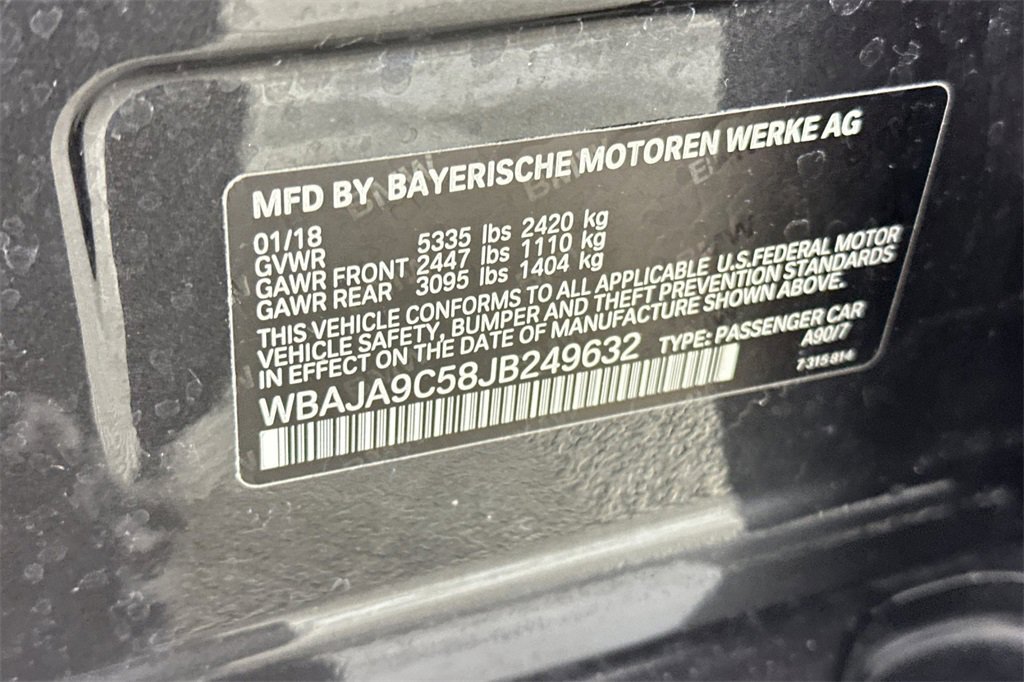 MFD BY BAYERISCHE MOTOREN WERKE AG
01/18
GVWR 5335 lbs 2420 kg
GAWR FRONT 2447 lbs 1110 kg
GAWR REAR 3095 lbs 1404 kg
THIS VEHICLE CONFORMS TO ALL APPLICABLE U.S.FEDERAL MOTOR
VEHICLE SAFETY, BUMPER AND THEFT PREVENTION STANDARDS
IN EFFECT ON THE DATE OF MANUFACTURE SHOWN ABOVE.
WBAJA9C58JB249632 TYPE: PASSENGER CAR
A90/7
7 315 814